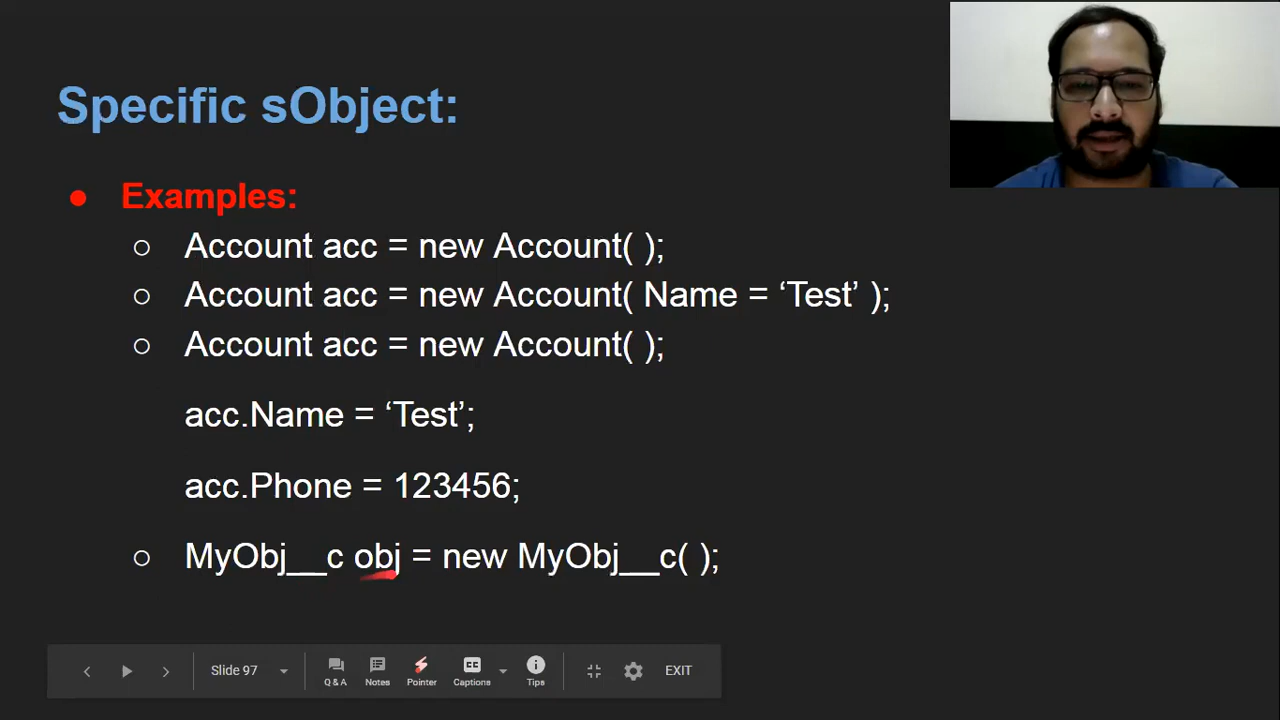 Specific sObject:
● Examples:
○ Account acc = new Account( );
○ Account acc = new Account( Name = ‘Test’ );
○ Account acc = new Account( );
acc.Name = ‘Test’;
acc.Phone = 123456;
○ MyObj__c obj = new MyObj__c( );
Slide 97
Q & A
Notes
Pointer
Captions
Tips
EXIT